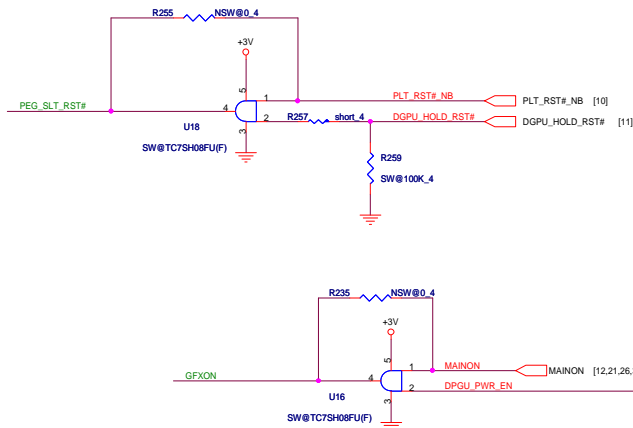 R255 NSW@0_4
+3V
5
PEG_SLT_RST# 4 1 PLT_RST#_NB PLT_RST#_NB [10]
2 R257 short_4 DGPU_HOLD_RST# DGPU_HOLD_RST# [11]
U18 3
SW@TC7SH08FU(F)
R259
SW@100K_4
R235 NSW@0_4
+3V
5
GFXON 4 1 MAINON MAINON [12,21,26,
2 DPGU_PWR_EN
U16 3
SW@TC7SH08FU(F)